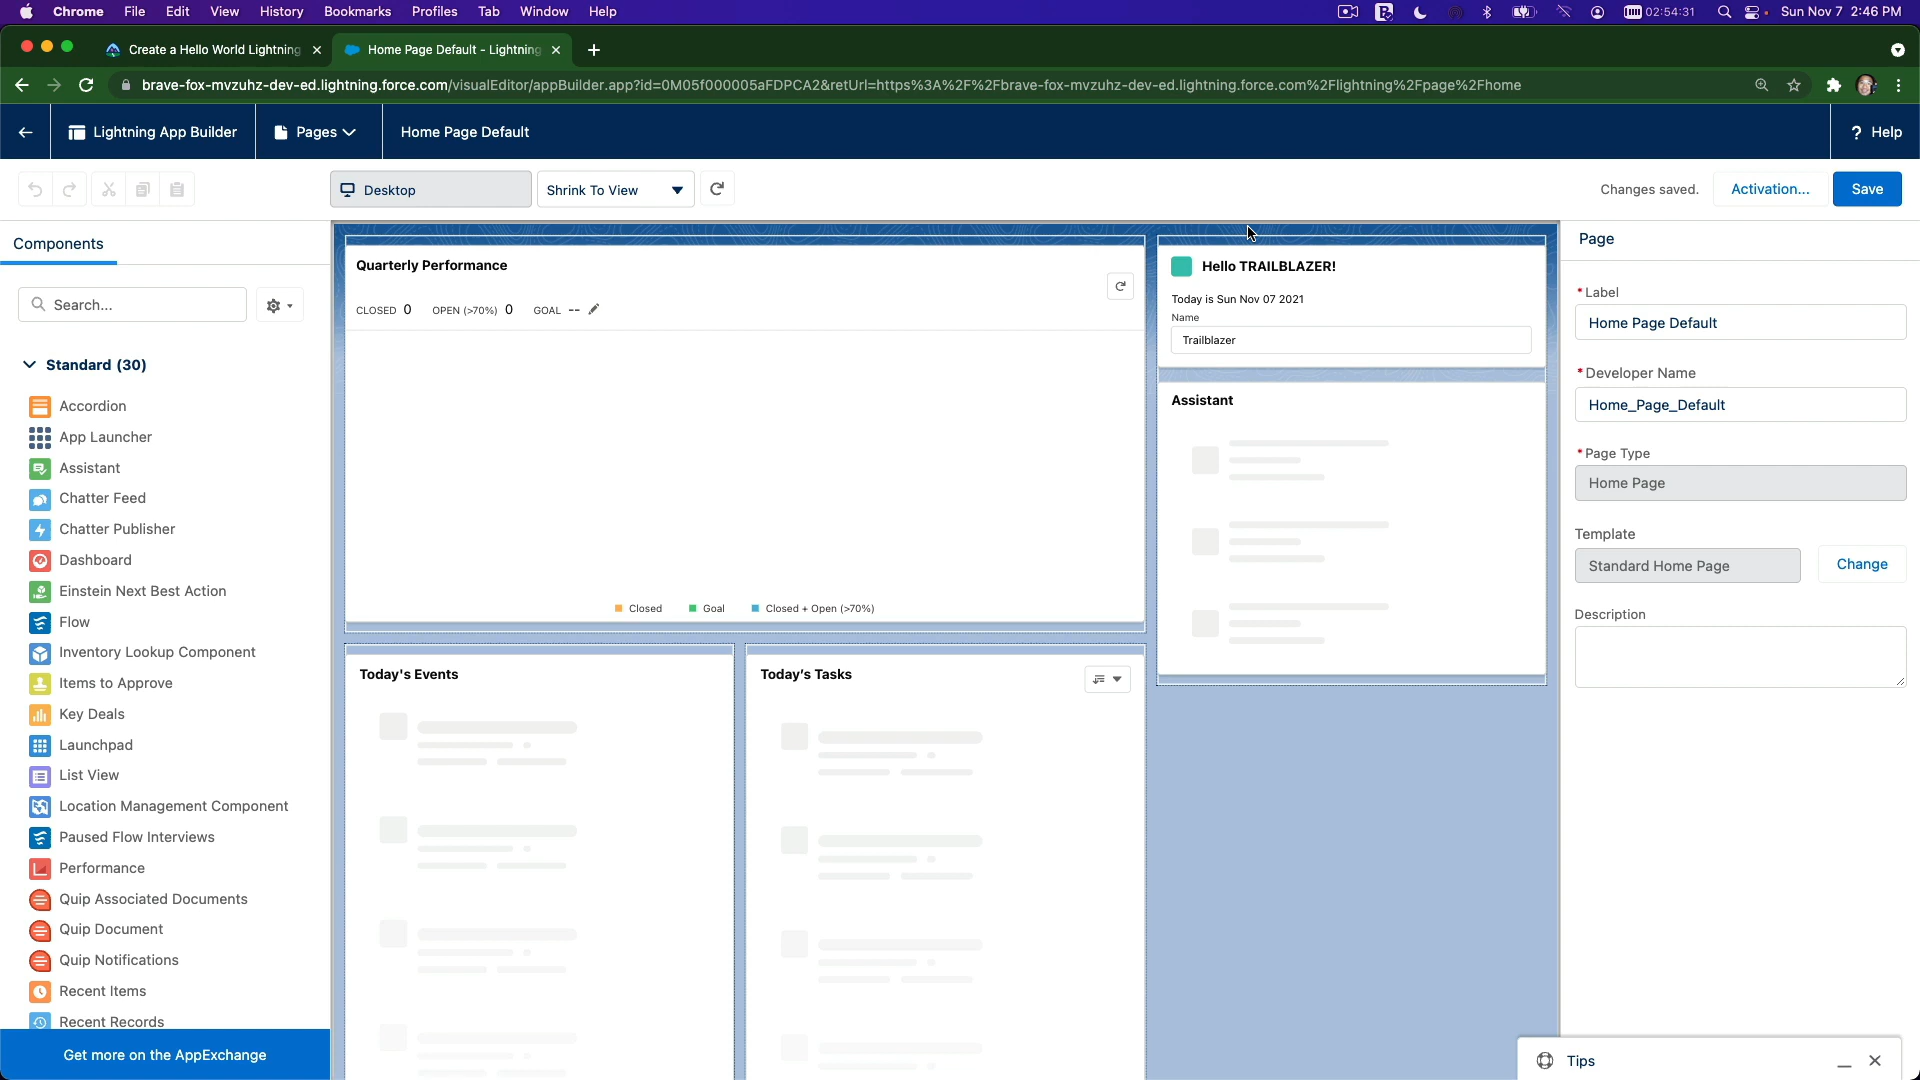 Chrome File Edit View History Bookmarks Profiles Tab Window Help 02:54:31 Sun Nov 7 2:46 PM
Create a Hello World Lightning Home Page Default - Lightning
brave-fox-mvzuhz-dev-ed.lightning.force.com/visualEditor/appBuilder.app?id=0M05f000005aFDPCA2&retUrl=https%3A%2F%2Fbrave-fox-mvzuhz-dev-ed.lightning.force.com%2Flightning%2Fpage%2Fhome
Lightning App Builder Pages Home Page Default ? Help
Desktop Shrink To View Changes saved. Activation... Save
Components
Search...
Standard (30)
Accordion
App Launcher
Assistant
Chatter Feed
Chatter Publisher
Dashboard
Einstein Next Best Action
Flow
Inventory Lookup Component
Items to Approve
Key Deals
Launchpad
List View
Location Management Component
Paused Flow Interviews
Performance
Quip Associated Documents
Quip Document
Quip Notifications
Recent Items
Recent Records
Get more on the AppExchange
Quarterly Performance
CLOSED 0 OPEN (>70%) 0 GOAL --
Closed Goal Closed + Open (>70%)
Today's Events
Today's Tasks
Hello TRAILBLAZER!
Today is Sun Nov 07 2021
Name
Trailblazer
Assistant
Page
*Label
Home Page Default
*Developer Name
Home_Page_Default
*Page Type
Home Page
Template
Standard Home Page Change
Description
Tips